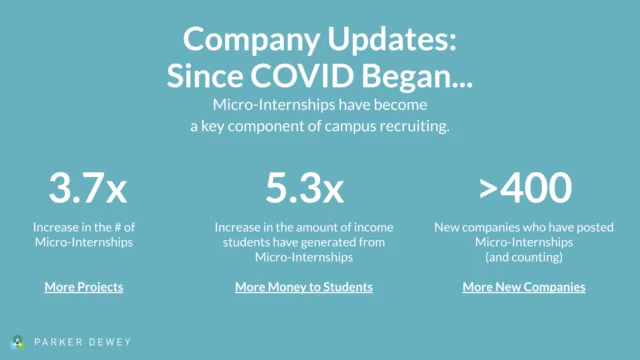 Company Updates:
Since COVID Began...
Micro-Internships have become
a key component of campus recruiting.
3.7x
Increase in the # of
Micro-Internships
More Projects
5.3x
Increase in the amount of income
students have generated from
Micro-Internships
More Money to Students
>400
New companies who have posted
Micro-Internships
(and counting)
More New Companies
PARKER DEWEY